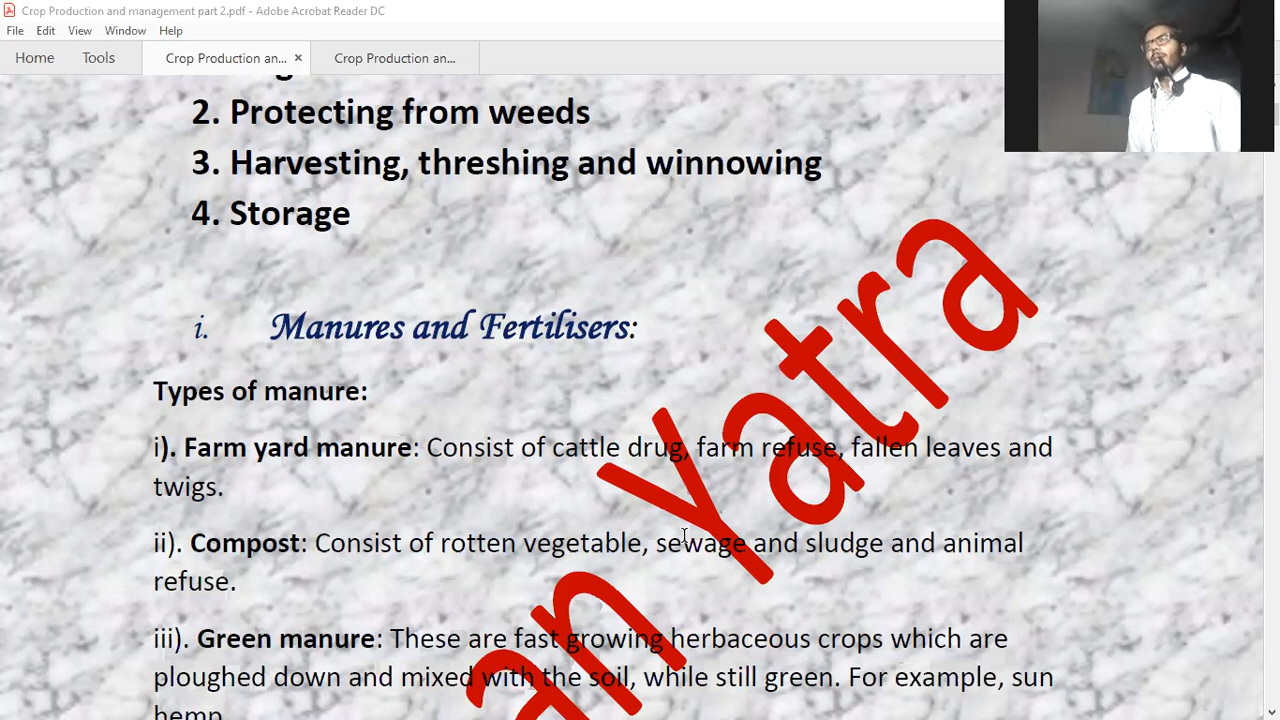 Crop Production and management part 2.pdf - Adobe Acrobat Reader DC
File Edit View Window Help
Home Tools Crop Production an... × Crop Production an...
2. Protecting from weeds
3. Harvesting, threshing and winnowing
4. Storage
i. Manures and Fertilisers:
Types of manure:
i). Farm yard manure: Consist of cattle drug, farm refuse, fallen leaves and
twigs.
ii). Compost: Consist of rotten vegetable, sewage and sludge and animal
refuse.
iii). Green manure: These are fast growing herbaceous crops which are
ploughed down and mixed with the soil, while still green. For example, sun
hemp
an Yatra